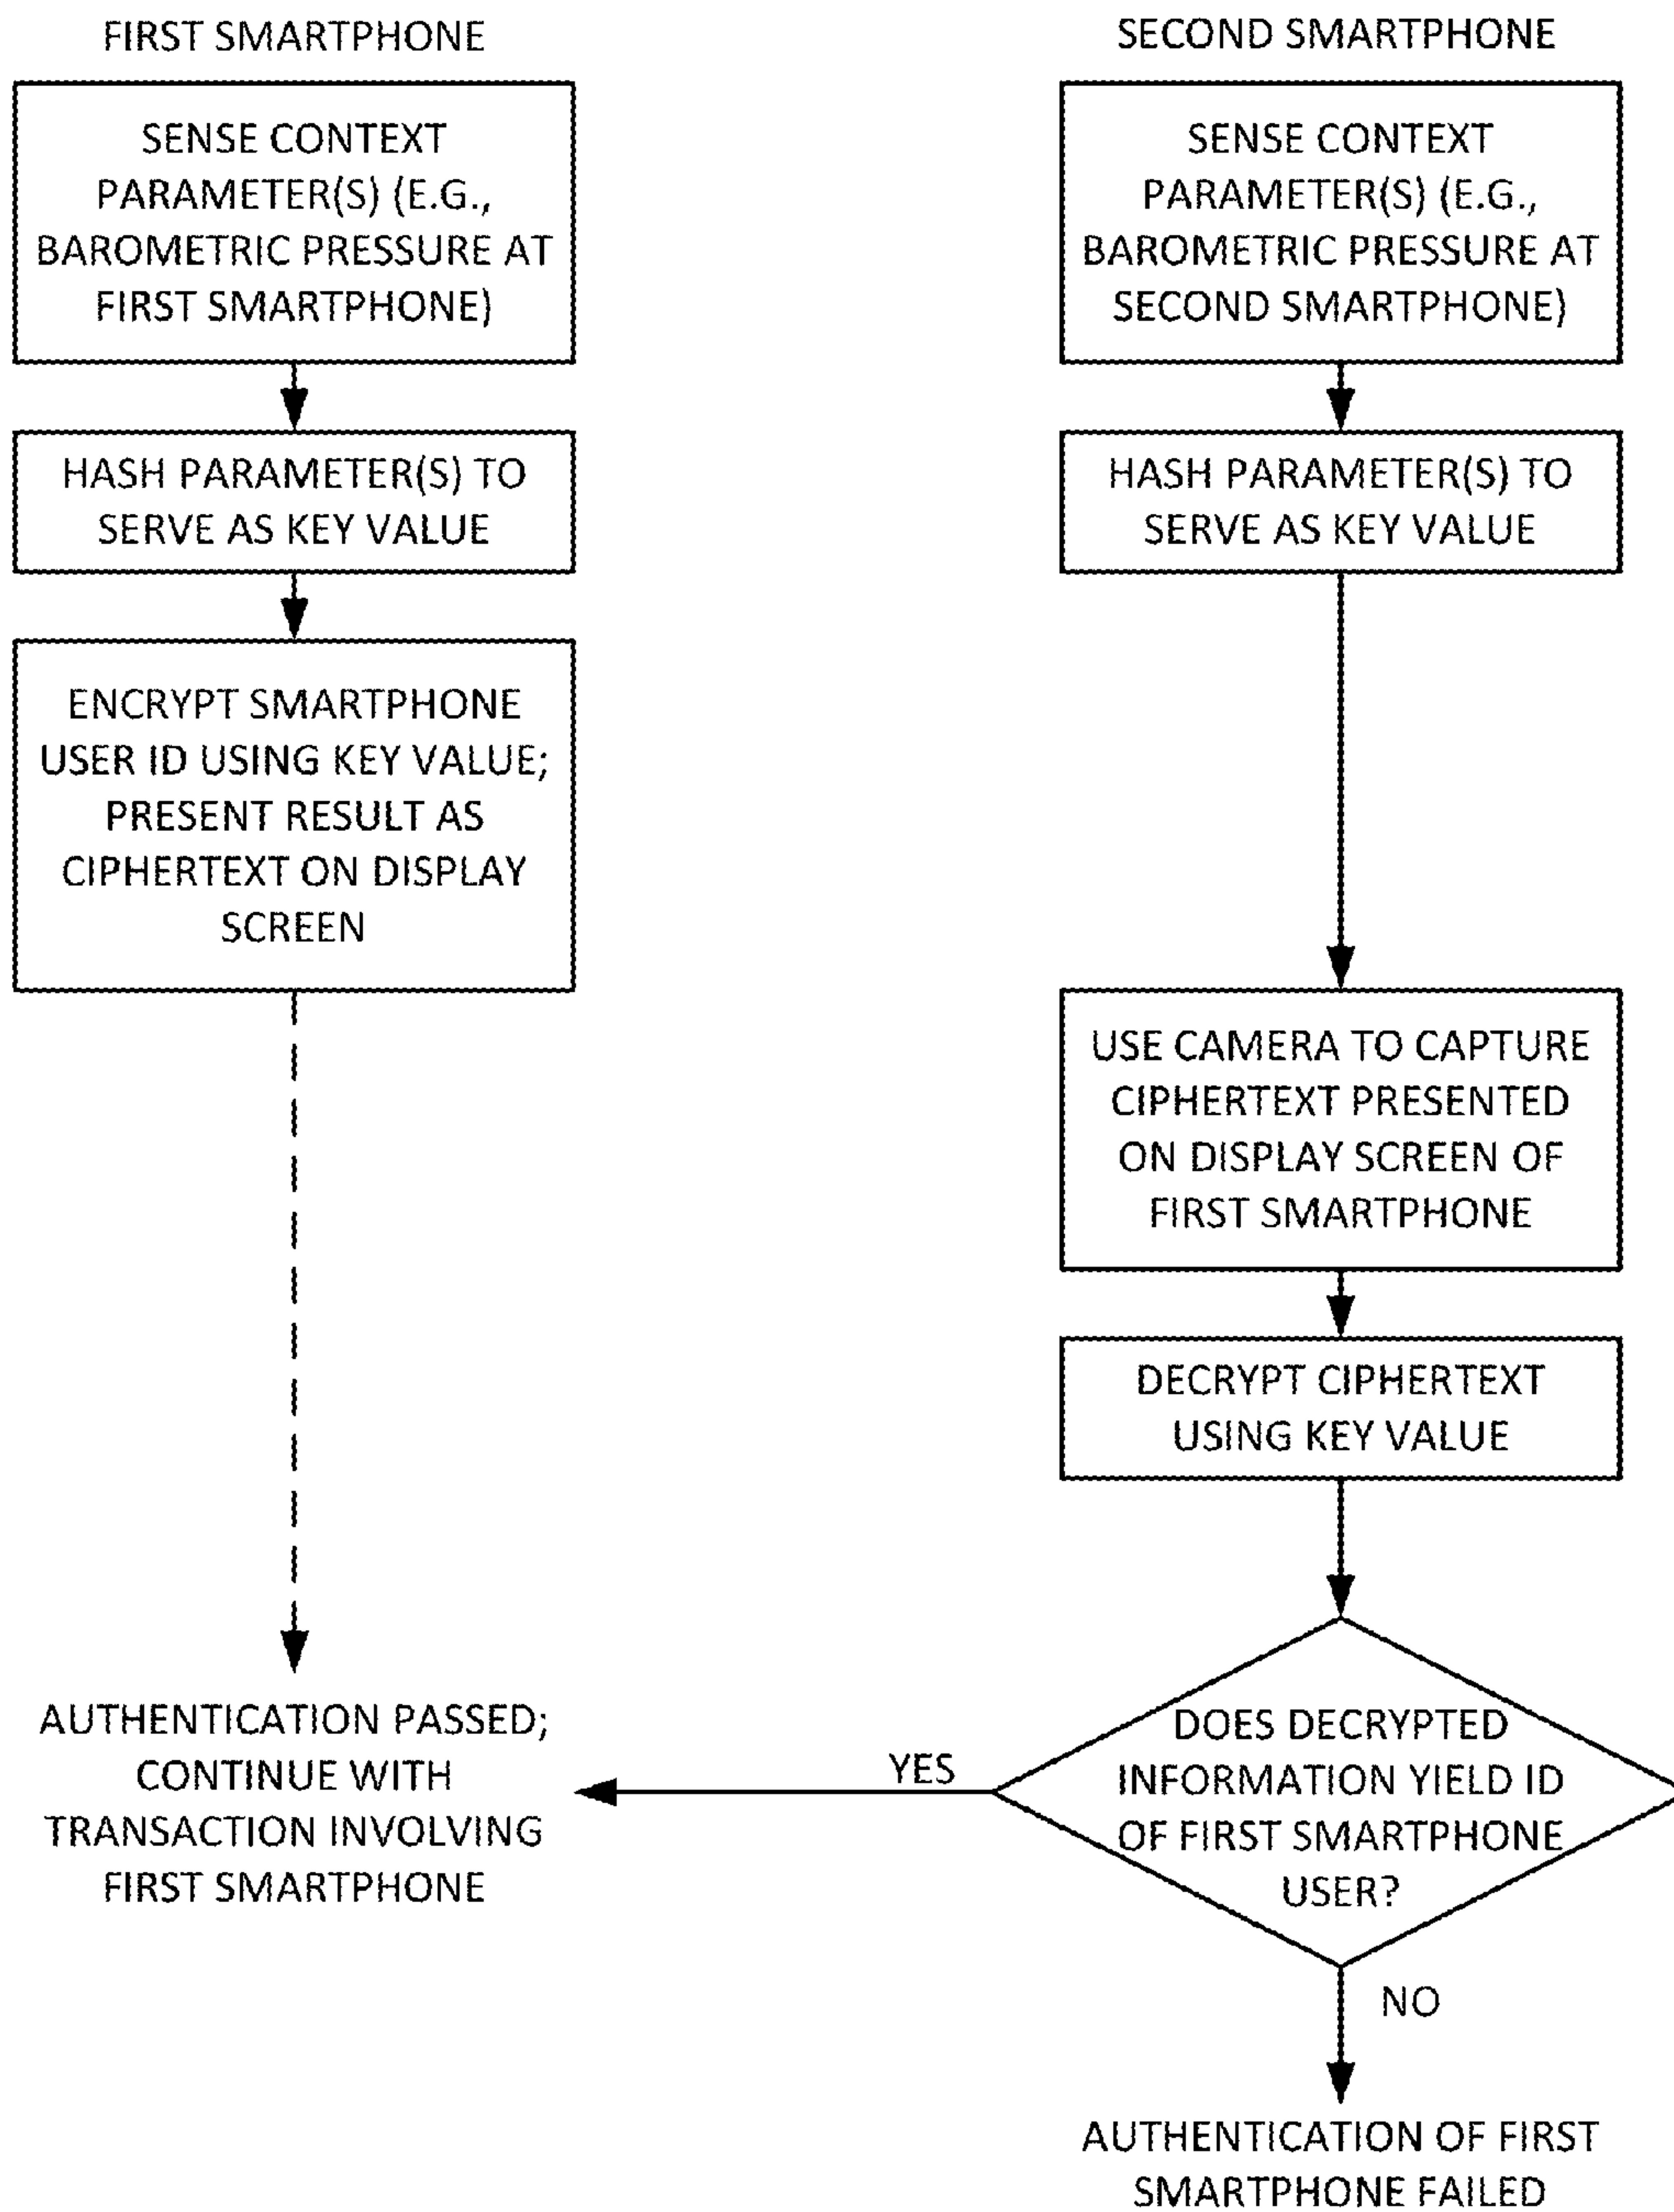 FIRST SMARTPHONE
SENSE CONTEXT
PARAMETER(S) (E.G.,
BAROMETRIC PRESSURE AT
FIRST SMARTPHONE)
HASH PARAMETER(S) TO
SERVE AS KEY VALUE
ENCRYPT SMARTPHONE
USER ID USING KEY VALUE;
PRESENT RESULT AS
CIPHERTEXT ON DISPLAY
SCREEN
AUTHENTICATION PASSED;
CONTINUE WITH
TRANSACTION INVOLVING
FIRST SMARTPHONE
SECOND SMARTPHONE
SENSE CONTEXT
PARAMETER(S) (E.G.,
BAROMETRIC PRESSURE AT
SECOND SMARTPHONE)
HASH PARAMETER(S) TO
SERVE AS KEY VALUE
USE CAMERA TO CAPTURE
CIPHERTEXT PRESENTED
ON DISPLAY SCREEN OF
FIRST SMARTPHONE
DECRYPT CIPHERTEXT
USING KEY VALUE
DOES DECRYPTED
INFORMATION YIELD ID
OF FIRST SMARTPHONE
USER?
YES
NO
AUTHENTICATION OF FIRST
SMARTPHONE FAILED